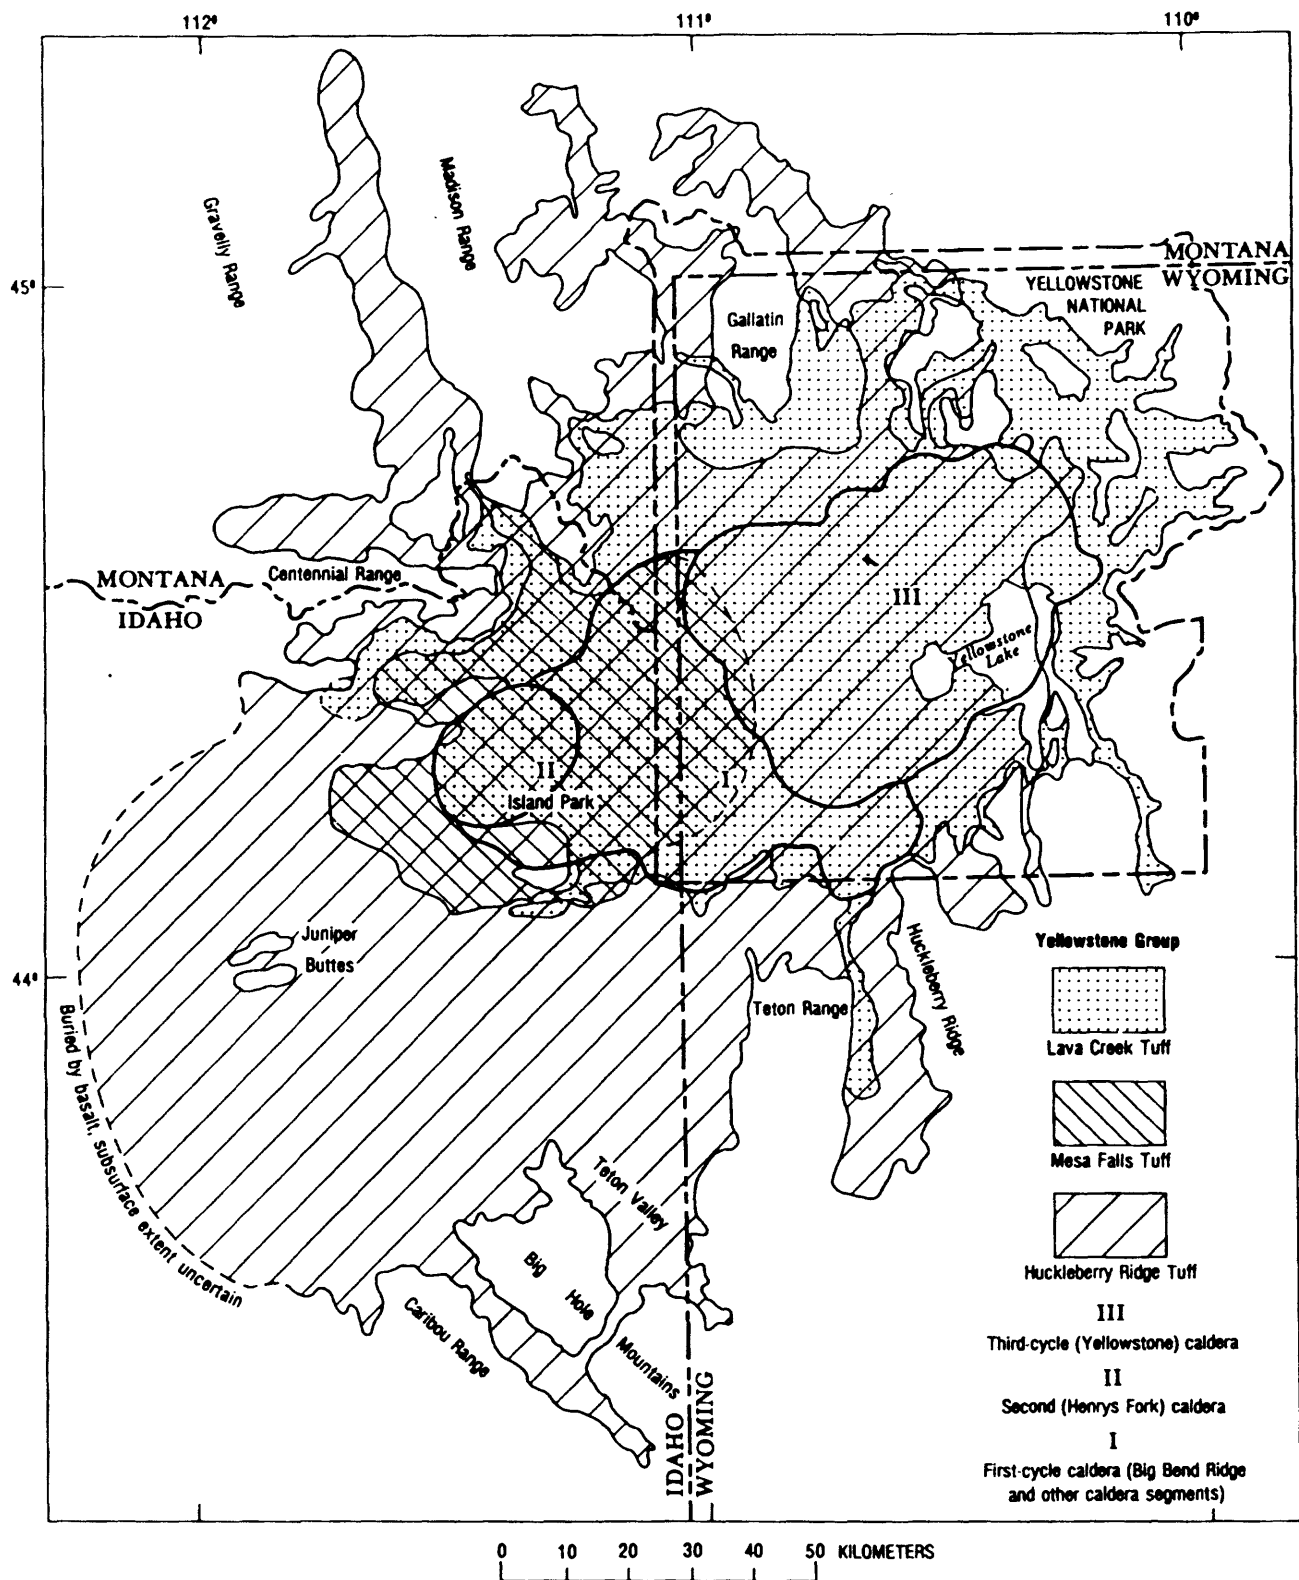 112°
111°
110°
Madison Range
Gravelly Range
MONTANA
WYOMING
45°
YELLOWSTONE
NATIONAL
PARK
Gallatin
Range
MONTANA
Centennial Range
IDAHO
III
Yellowstone
Lake
II
I
Island Park
I
Juniper
Buttes
Huckleberry Ridge
Yellowstone Group
44°
Teton Range
Lava Creek Tuff
Buried by basalt, subsurface extent uncertain
Mesa Falls Tuff
Teton Valley
Big
Hole
Mountains
Huckleberry Ridge Tuff
Caribou Range
III
Third-cycle (Yellowstone) caldera
II
Second (Henrys Fork) caldera
I
First-cycle caldera (Big Bend Ridge
and other caldera segments)
IDAHO
WYOMING
0 10 20 30 40 50 KILOMETERS